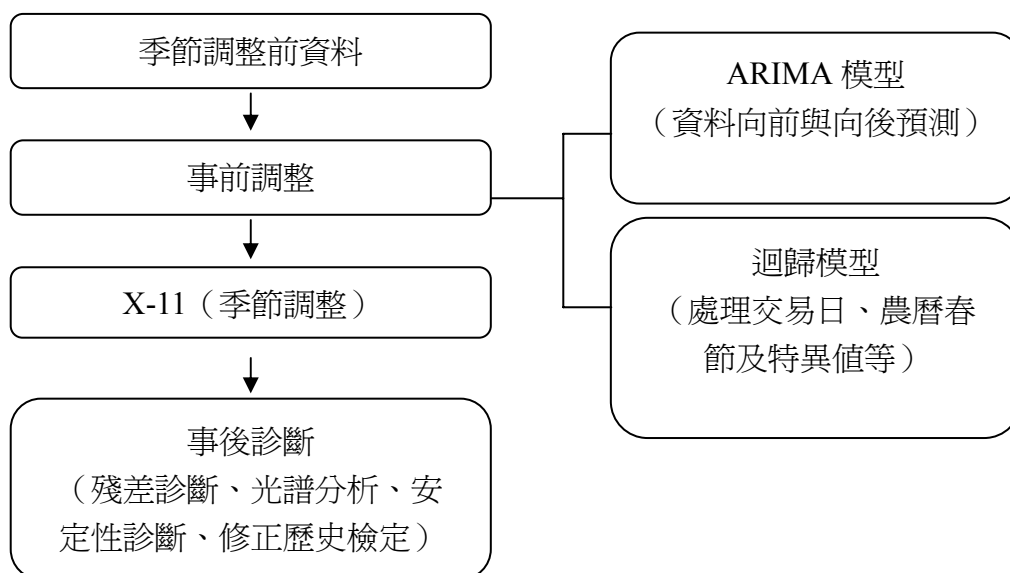 季節調整前資料
事前調整
X-11（季節調整）
事後診斷
（殘差診斷、光譜分析、安
定性診斷、修正歷史檢定）
ARIMA 模型
（資料向前與向後預測）
迴歸模型
（處理交易日、農曆春
節及特異值等）